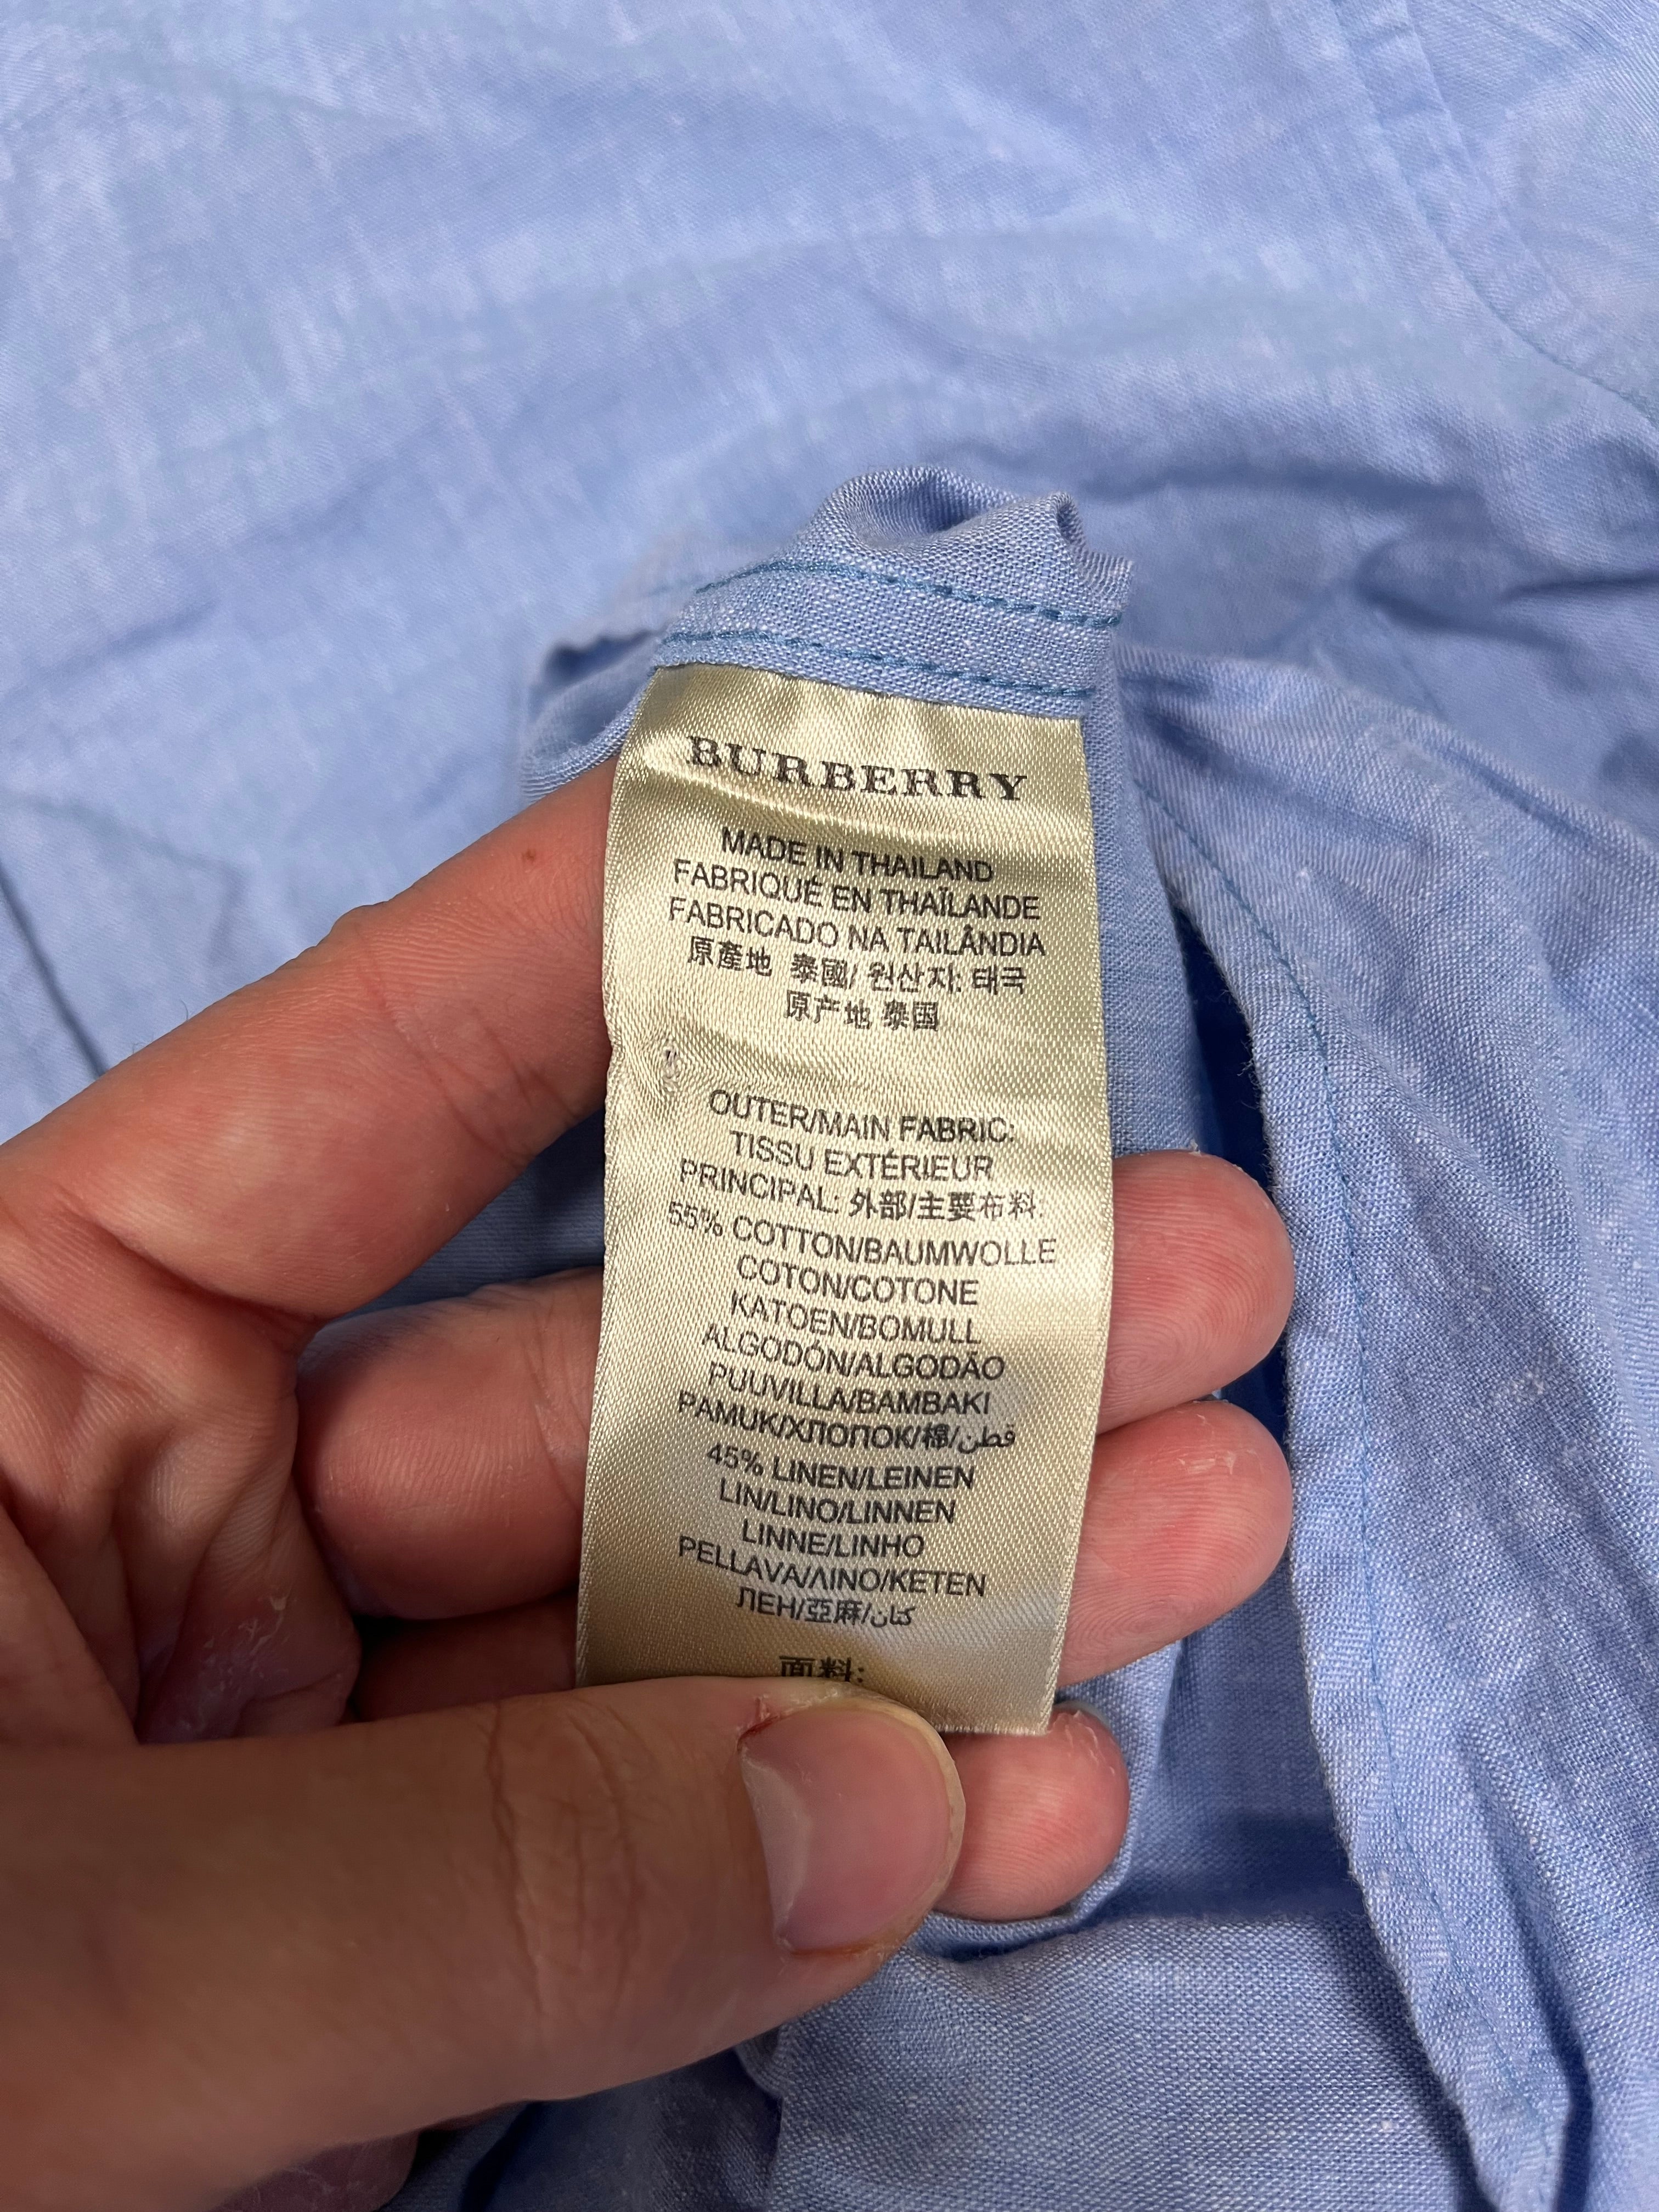 BURBERRY
MADE IN THAILAND
FABRIQUÉ EN THAÏLANDE
FABRICADO NA TAILÂNDIA
原產地 泰國/ 원산지: 태국
原产地 泰国
OUTER/MAIN FABRIC:
TISSU EXTÉRIEUR
PRINCIPAL: 外部/主要布料:
55% COTTON/BAUMWOLLE
COTON/COTONE
KATOEN/BOMULL
ALGODÓN/ALGODÃO
PUUVILLA/BAMBAKI
PAMUK/ХЛОПОК/棉/قطن
45% LINEN/LEINEN
LIN/LINO/LINNEN
LINNE/LINHO
PELLAVA/ΛΙΝΟ/KETEN
ЛЕН/亞麻/كتان
面料: